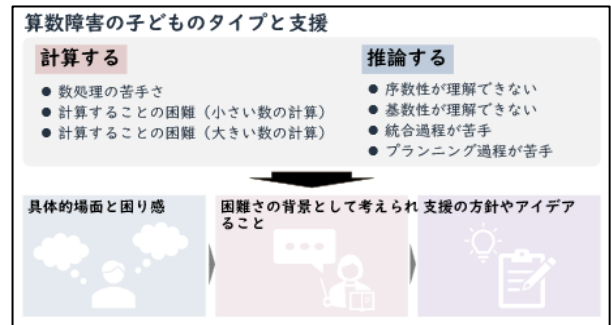 算数障害の子どものタイプと支援
計算する
● 数処理の苦手さ
● 計算することの困難（小さい数の計算）
● 計算することの困難（大きい数の計算）
推論する
● 序数性が理解できない
● 基数性が理解できない
● 統合過程が苦手
● プランニング過程が苦手
具体的場面と困り感
困難さの背景として考えられ
ること
支援の方針やアイデア